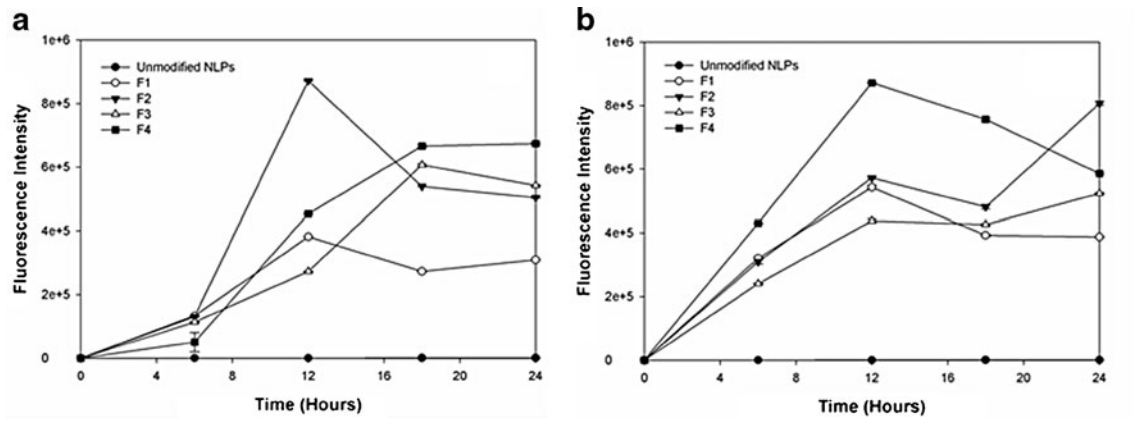 a
1e+6
8e+5
6e+5
4e+5
2e+5
0
Fluorescence Intensity
Unmodified NLPs
F1
F2
F3
F4
0 4 8 12 16 20 24
Time (Hours)
b
1e+6
8e+5
6e+5
4e+5
2e+5
0
Fluorescence Intensity
Unmodified NLPs
F1
F2
F3
F4
0 4 8 12 16 20 24
Time (Hours)